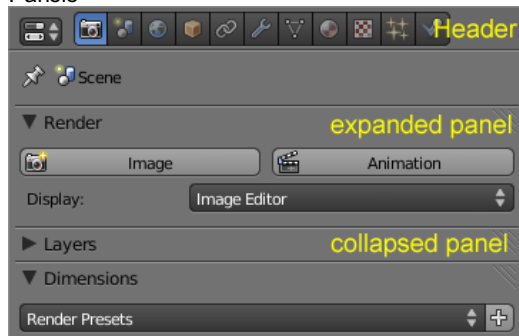 Panels
Header
Scene
Render
expanded panel
Image
Animation
Display:
Image Editor
Layers
collapsed panel
Dimensions
Render Presets